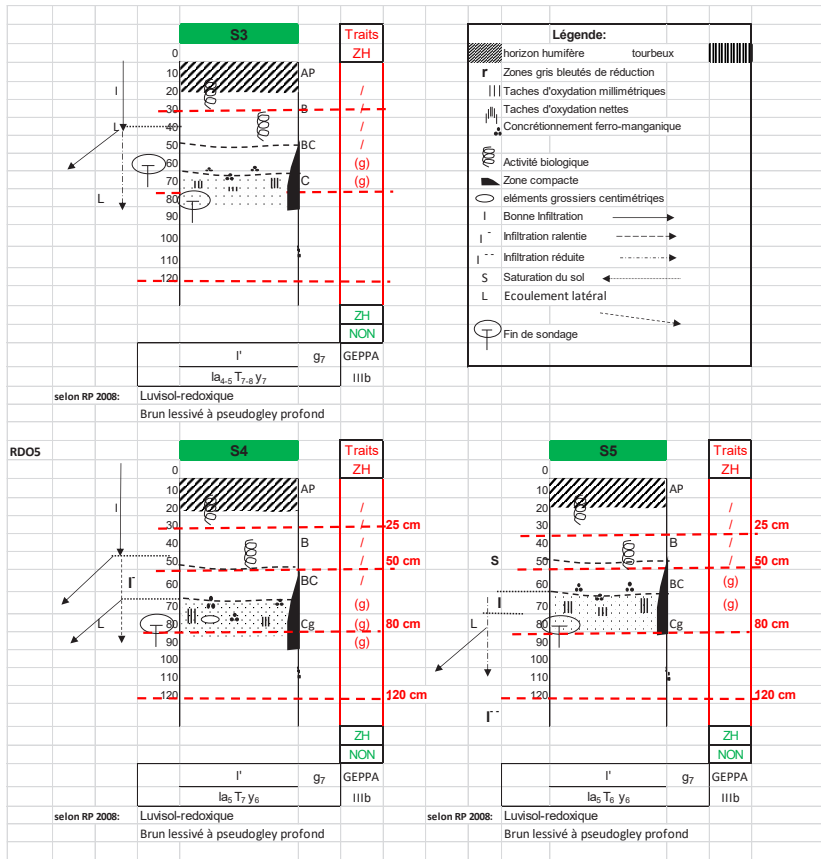 S3 Traits
ZH
0
10 AP
20 /
30 B /
I
40 /
L
50 BC /
60 (g)
70 C (g)
L 80
90
100
110
120
ZH
NON
I' g7 GEPPA
Ia4-5 T7-8 y7 IIIb
selon RP 2008: Luvisol-redoxique
Brun lessivé à pseudogley profond
Légende:
horizon humifère tourbeux
r Zones gris bleutés de réduction
Taches d'oxydation millimétriques
Taches d'oxydation nettes
Concrétionnement ferro-manganique
Activité biologique
Zone compacte
eléments grossiers centimétriques
I Bonne Infiltration
I - Infiltration ralentie
I - - Infiltration réduite
S Saturation du sol
L Ecoulement latéral
Fin de sondage
RDO5 S4 Traits
ZH
0
10 AP
20 /
I
30 / 25 cm
40 B /
50 / 50 cm
I- 60 BC /
70 (g)
L 80 Cg (g) 80 cm
90 (g)
100
110
120 120 cm
ZH
NON
I' g7 GEPPA
Ia5 T7 y6 IIIb
selon RP 2008: Luvisol-redoxique
Brun lessivé à pseudogley profond
S5 Traits
ZH
0
10 AP
20 /
30 / 25 cm
40 B /
S 50 / 50 cm
60 BC (g)
I 70 (g)
L 80 80 cm
90
100
110
120 120 cm
I - -
ZH
NON
I' g7 GEPPA
Ia5 T6 y6 IIIb
selon RP 2008: Luvisol-redoxique
Brun lessivé à pseudogley profond